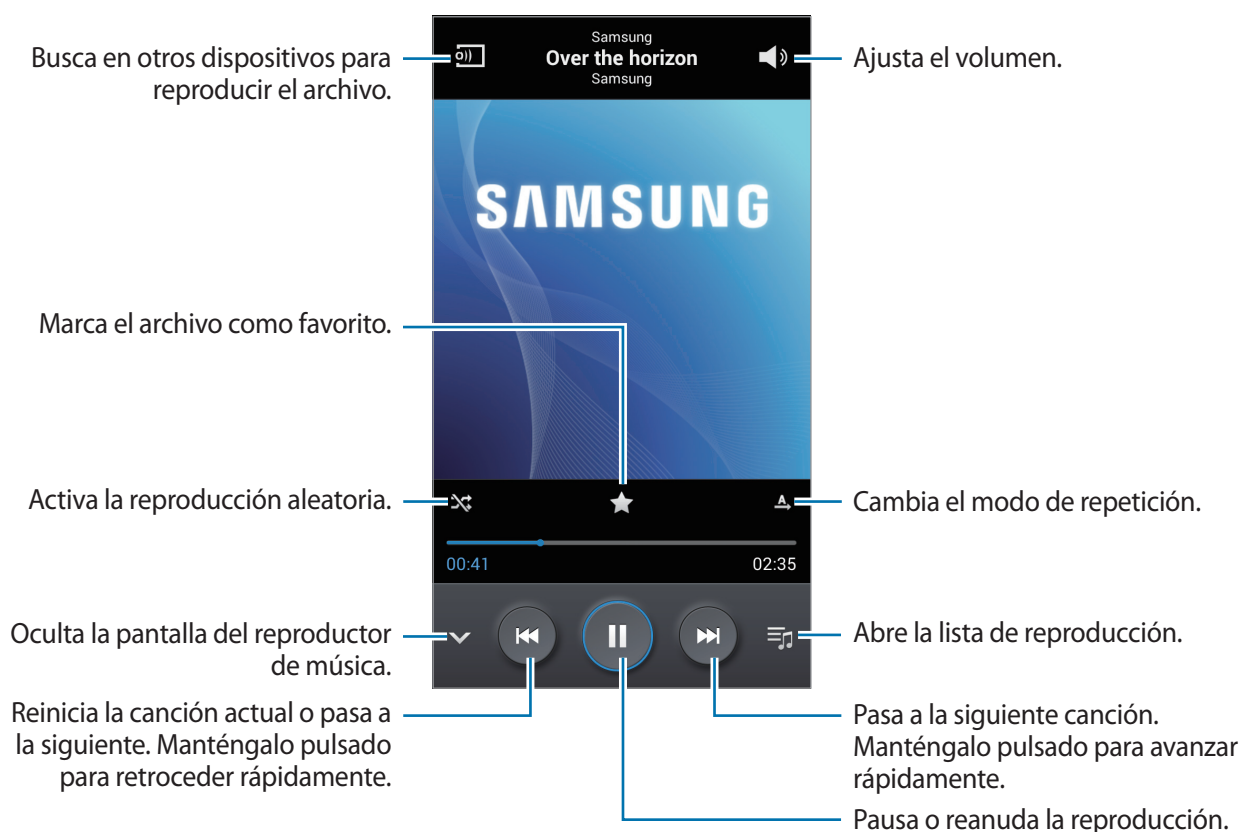 Samsung
Busca en otros dispositivos para
reproducir el archivo.
Over the horizon
Samsung
Ajusta el volumen.
SAMSUNG
Marca el archivo como favorito.
Activa la reproducción aleatoria.
A
Cambia el modo de repetición.
00:41
02:35
Oculta la pantalla del reproductor
de música.
Abre la lista de reproducción.
Reinicia la canción actual o pasa a
la siguiente. Manténgalo pulsado
para retroceder rápidamente.
Pasa a la siguiente canción.
Manténgalo pulsado para avanzar
rápidamente.
Pausa o reanuda la reproducción.